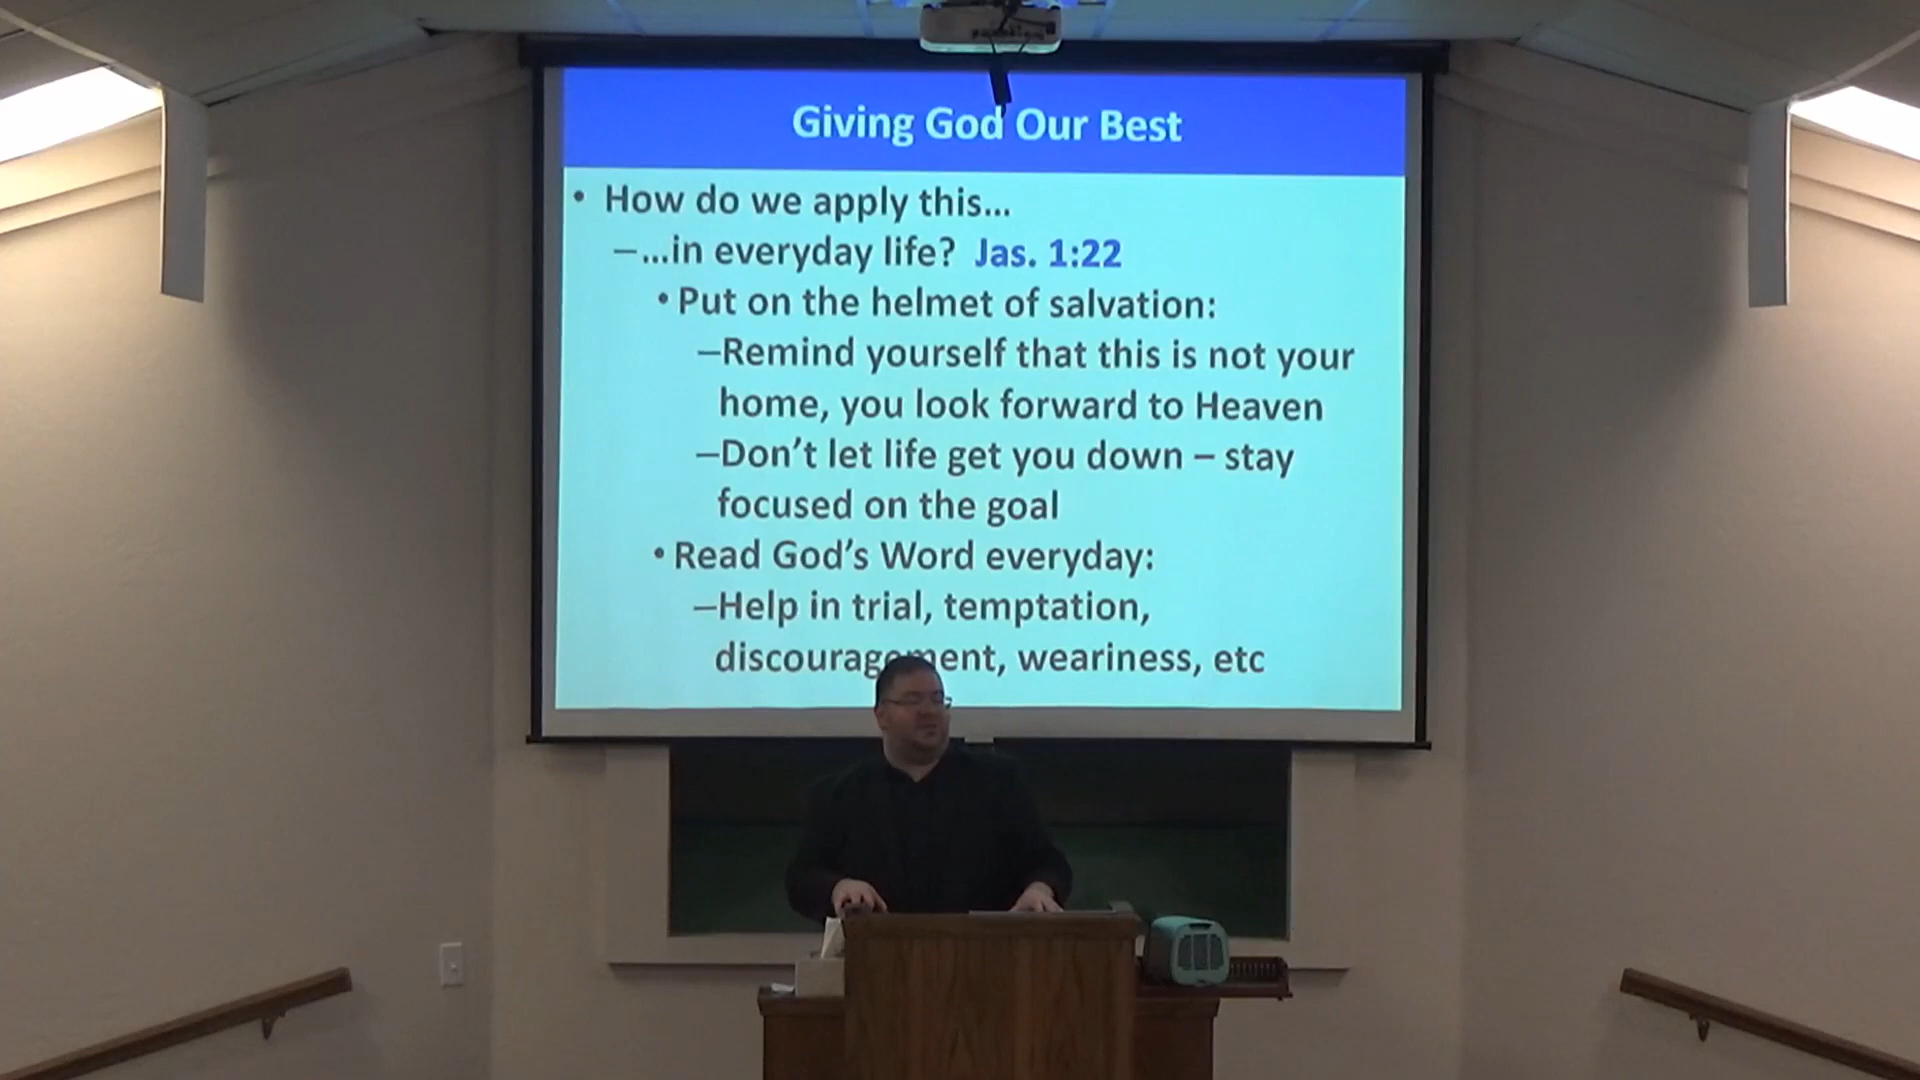 Giving God Our Best
• How do we apply this...
–...in everyday life? Jas. 1:22
• Put on the helmet of salvation:
–Remind yourself that this is not your
home, you look forward to Heaven
–Don’t let life get you down – stay
focused on the goal
• Read God’s Word everyday:
–Help in trial, temptation,
discouragement, weariness, etc